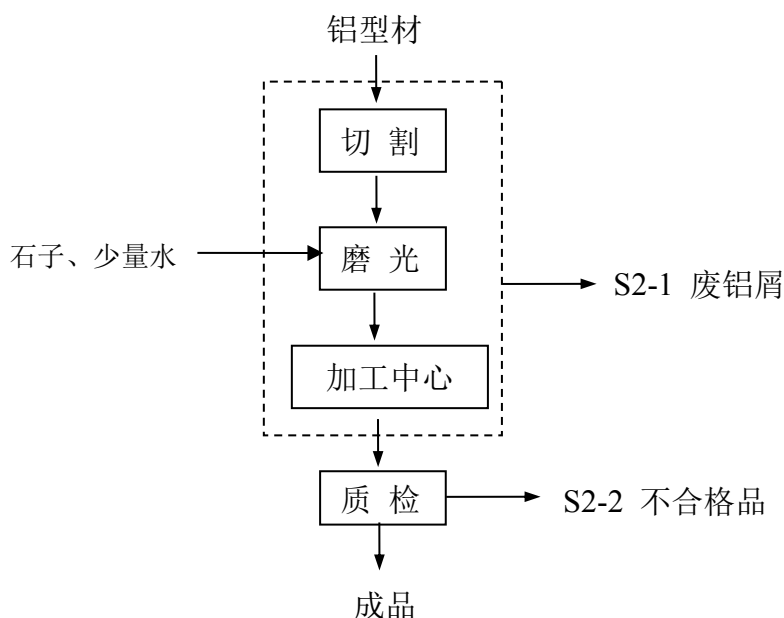 铝型材
切 割
石子、少量水
磨 光
S2-1 废铝屑
加工中心
质 检
S2-2 不合格品
成品